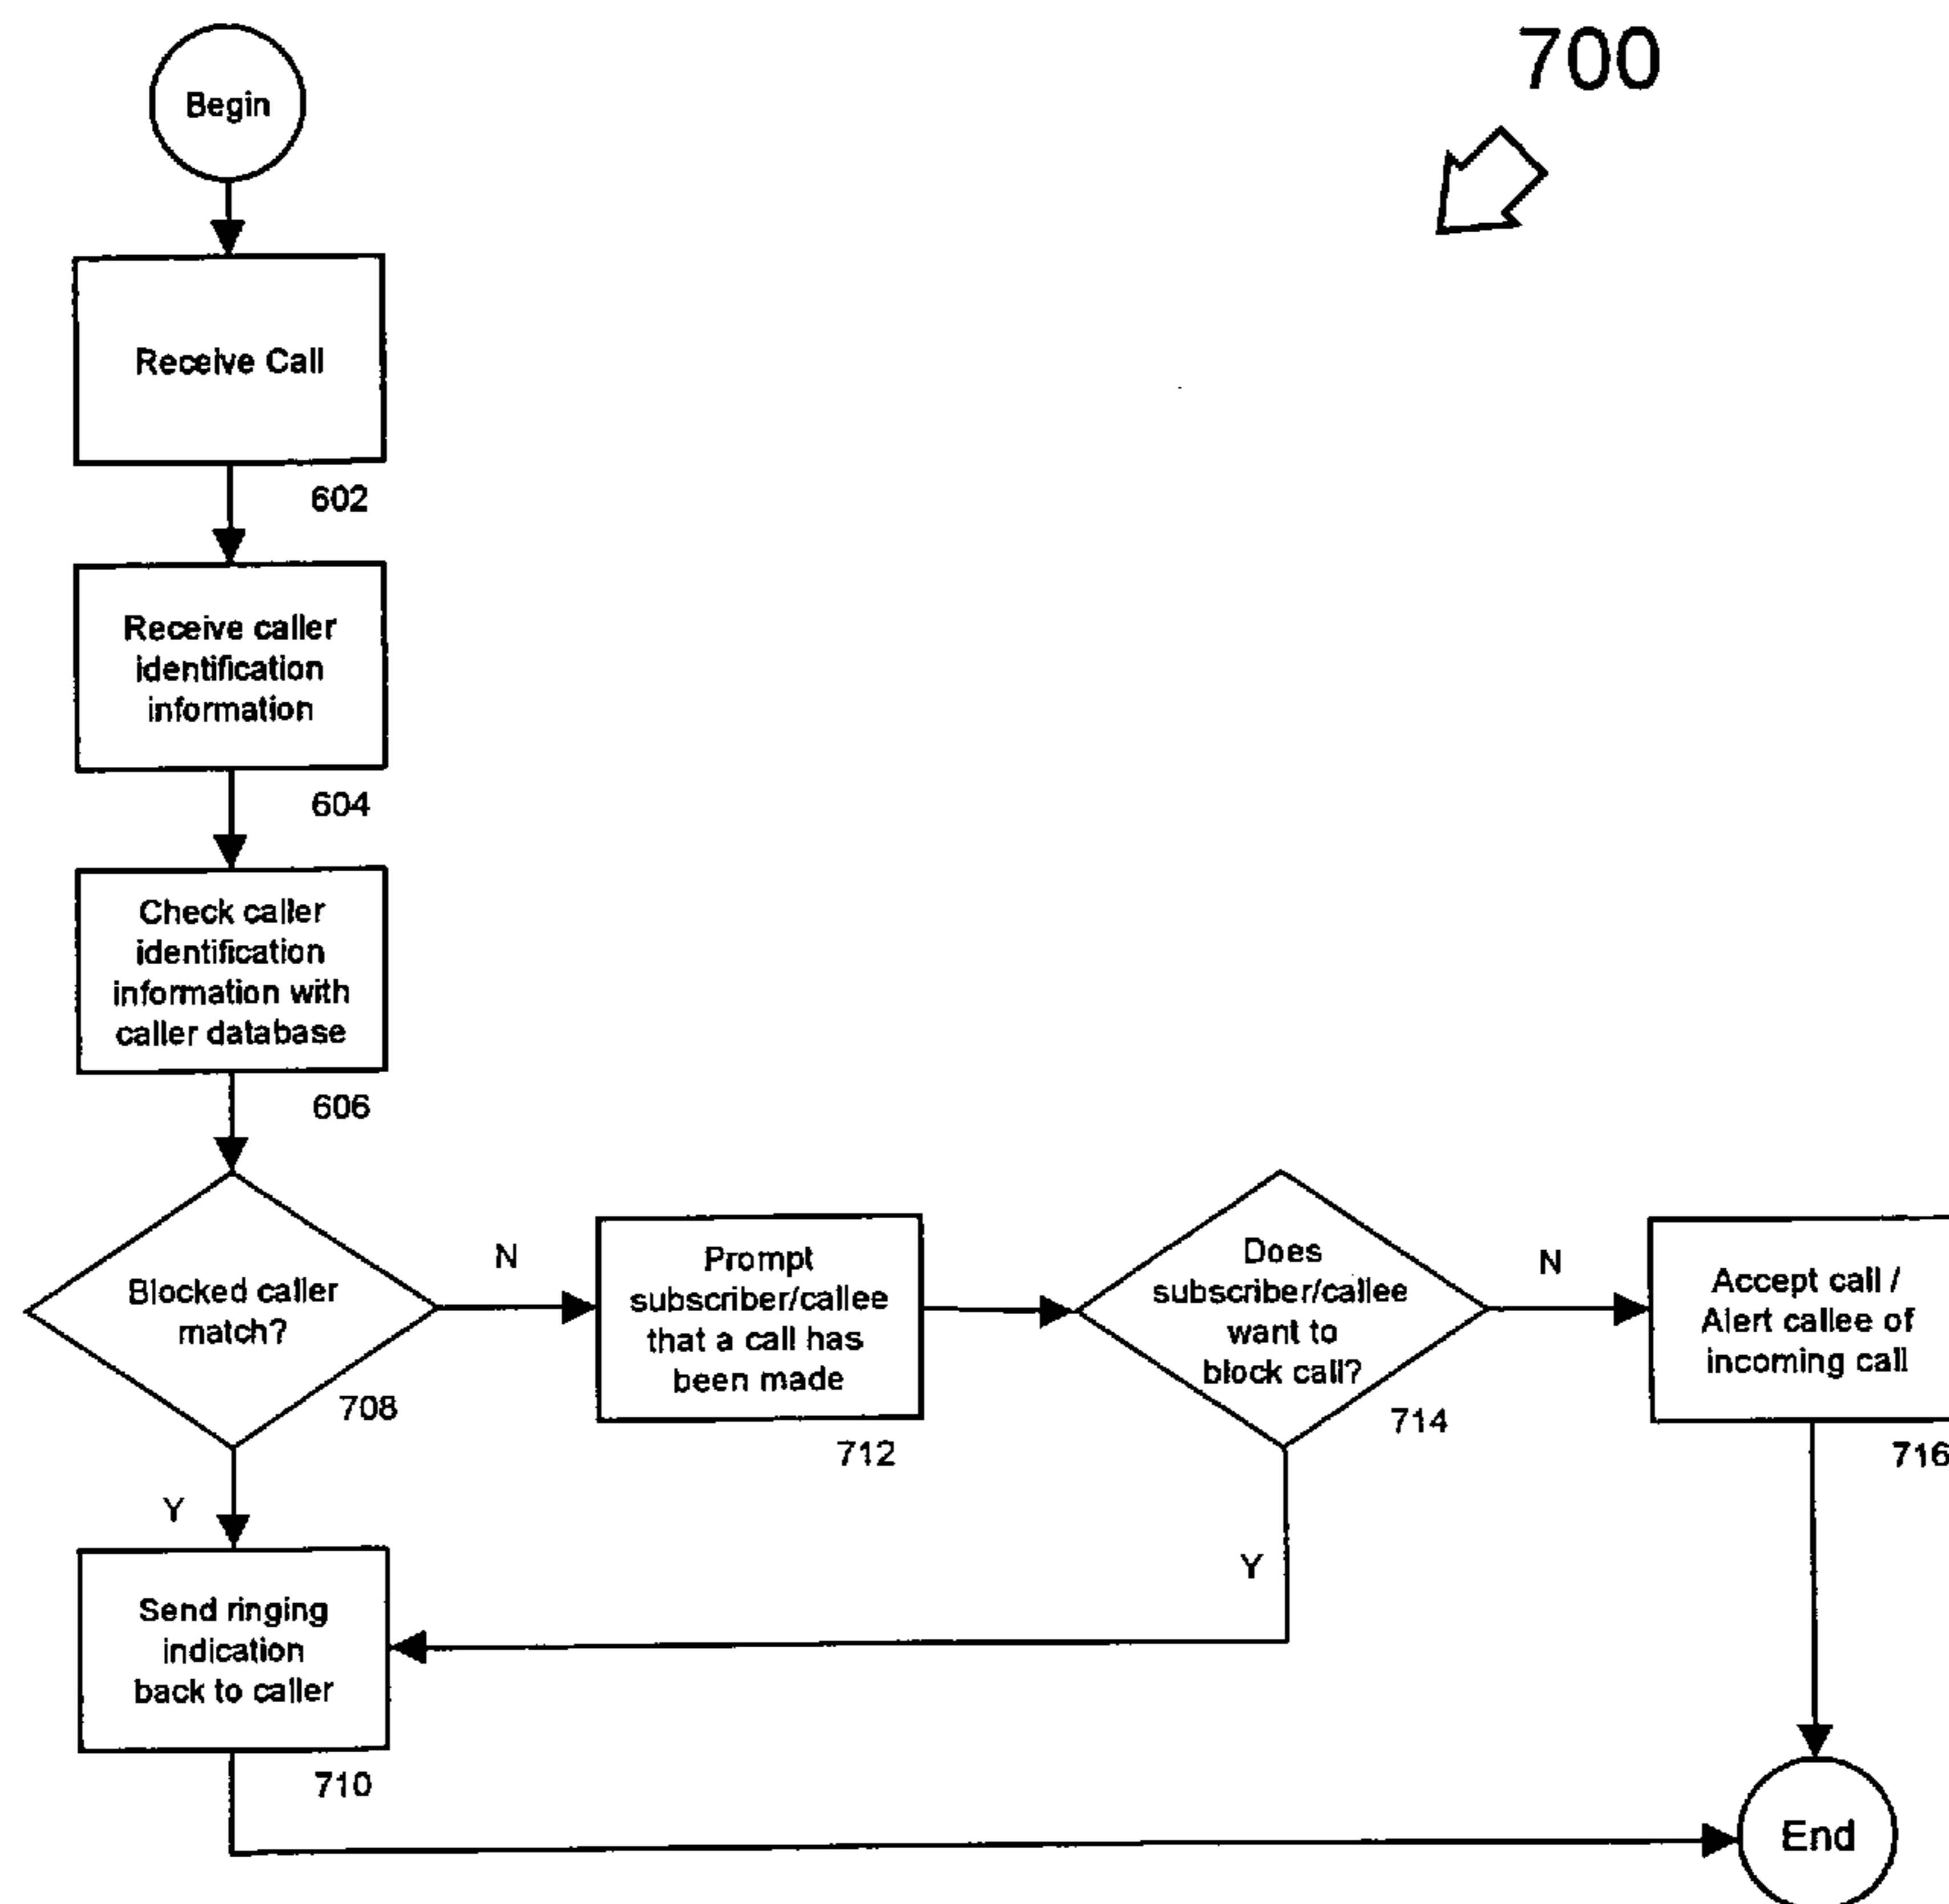 700
Begin
Receive Call
602
Receive caller
identification
information
604
Check caller
identification
information with
caller database
606
Blocked caller
match?
708
N
Prompt
subscriber/callee
that a call has
been made
712
Does
subscriber/callee
want to
block call?
714
N
Accept call /
Alert callee of
incoming call
716
Y
Y
Send ringing
indication
back to caller
710
End